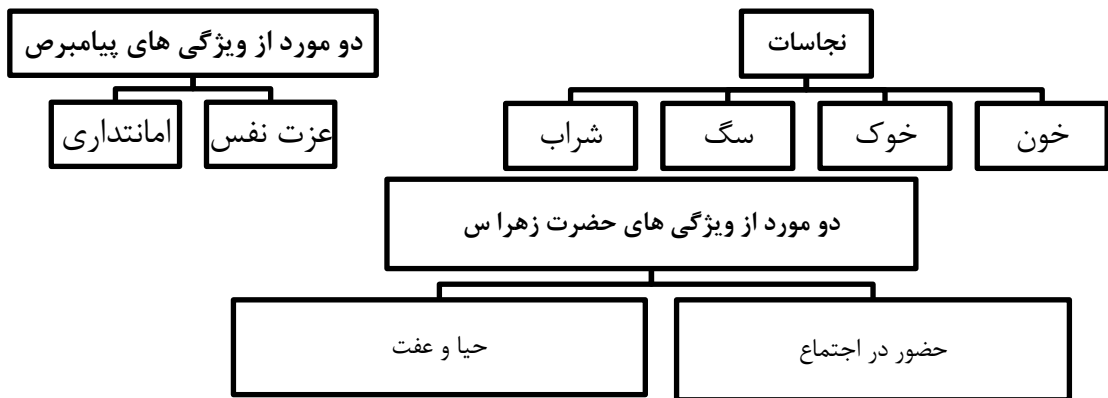 نجاسات
خون
خوک
سگ
شراب
دو مورد از ویژگی های پیامبرص
عزت نفس
امانتداری
دو مورد از ویژگی های حضرت زهرا س
حضور در اجتماع
حیا و عفت